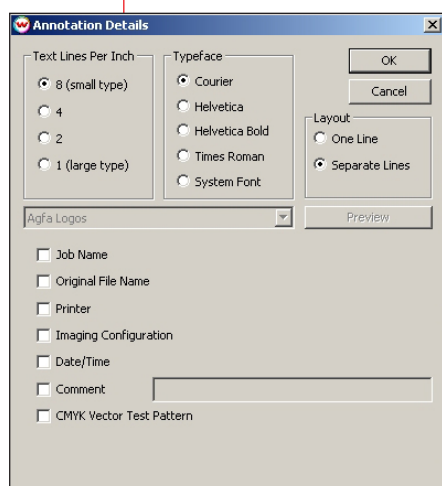 Annotation Details
Text Lines Per Inch
8 (small type)
4
2
1 (large type)
Typeface
Courier
Helvetica
Helvetica Bold
Times Roman
System Font
OK
Cancel
Layout
One Line
Separate Lines
Agfa Logos
Preview
Job Name
Original File Name
Printer
Imaging Configuration
Date/Time
Comment
CMYK Vector Test Pattern